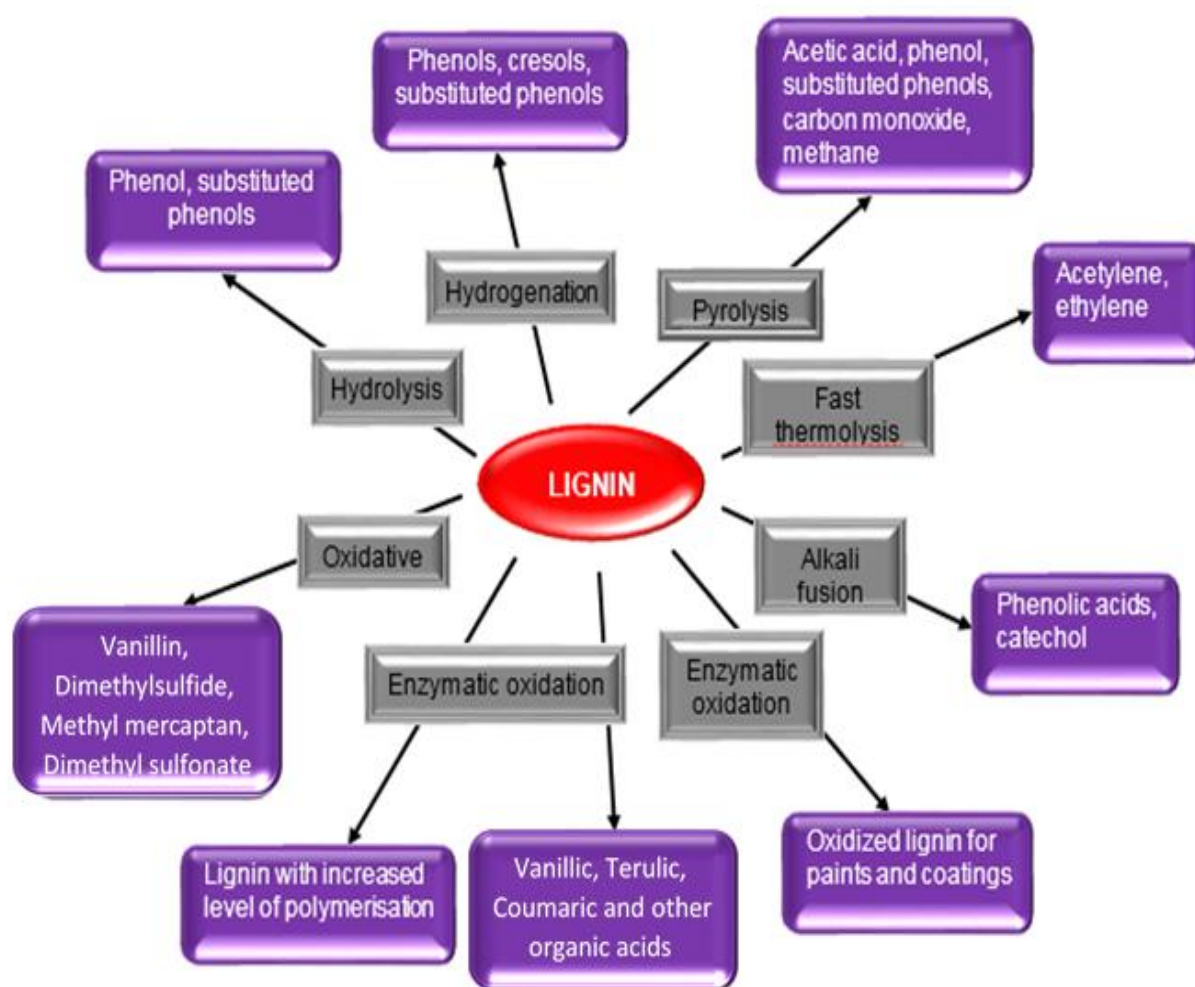 Phenols, cresols,
substituted phenols
Acetic acid, phenol,
substituted phenols,
carbon monoxide,
methane
Phenol, substituted
phenols
Hydrogenation
Pyrolysis
Acetylene,
ethylene
Hydrolysis
Fast
thermolysis
LIGNIN
Oxidative
Alkali
fusion
Phenolic acids,
catechol
Vanillin,
Dimethylsulfide,
Methyl mercaptan,
Dimethyl sulfonate
Enzymatic oxidation
Enzymatic
oxidation
Lignin with increased
level of polymerisation
Vanillic, Terulic,
Coumaric and other
organic acids
Oxidized lignin for
paints and coatings